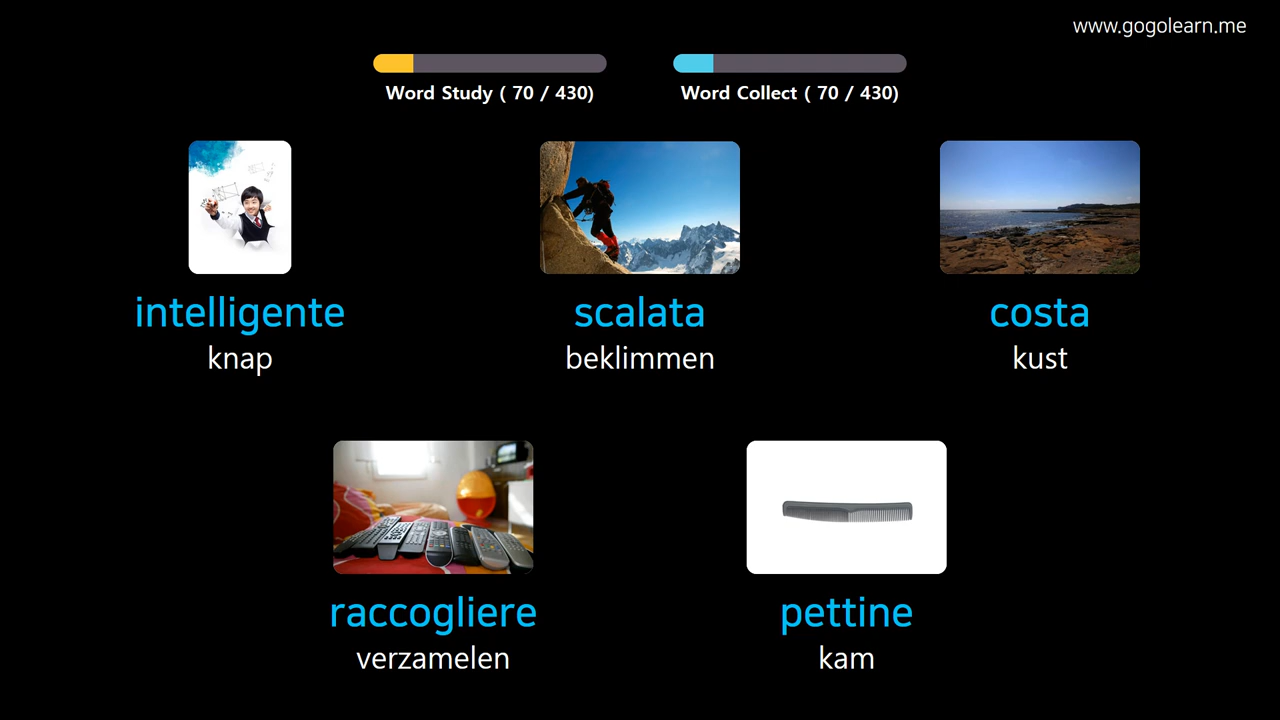 www.gogolearn.me
Word Study ( 70 / 430)
Word Collect ( 70 / 430)
intelligente
knap
scalata
beklimmen
costa
kust
raccogliere
verzamelen
pettine
kam